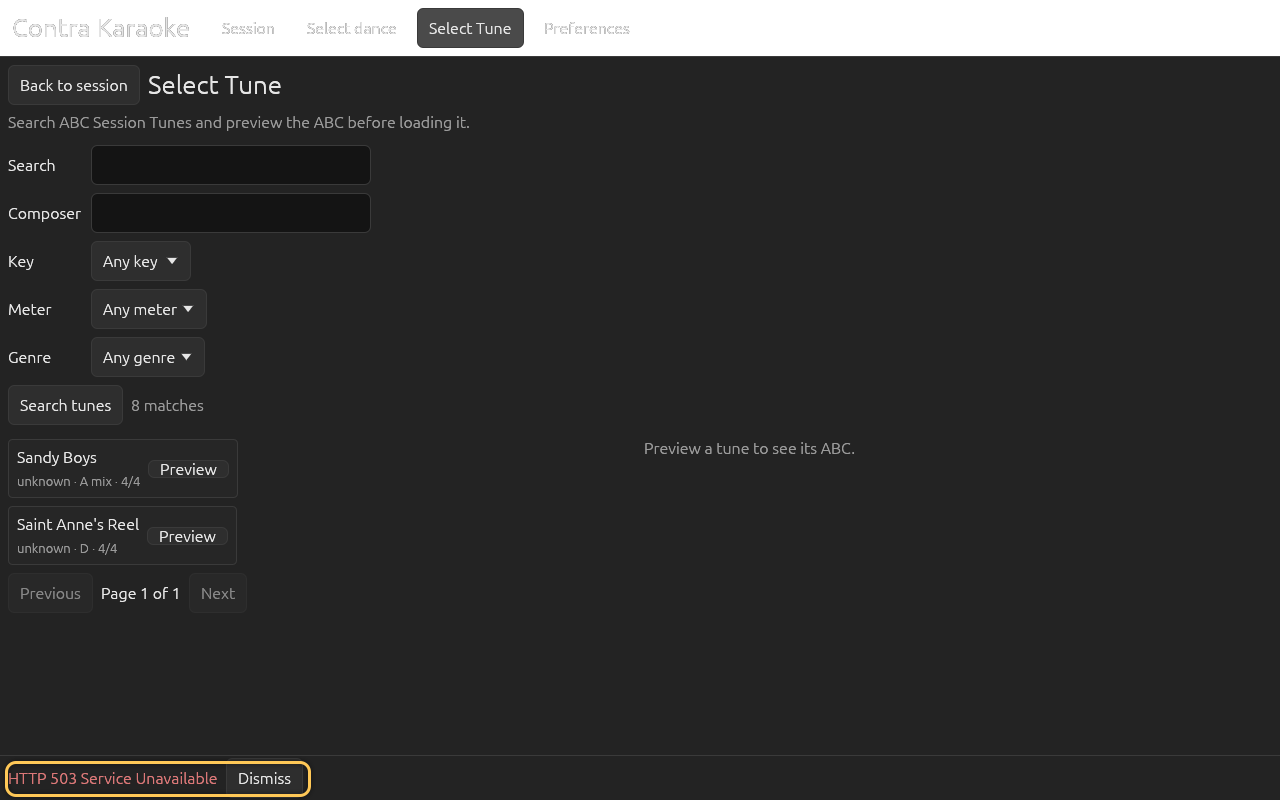 Contra Karaoke Session Select dance Select Tune Preferences
Back to session Select Tune
Search ABC Session Tunes and preview the ABC before loading it.
Search
Composer
Key Any key
Meter Any meter
Genre Any genre
Search tunes 8 matches
Preview a tune to see its ABC.
Sandy Boys
unknown · A mix · 4/4
Preview
Saint Anne's Reel
unknown · D · 4/4
Preview
Previous Page 1 of 1 Next
HTTP 503 Service Unavailable Dismiss